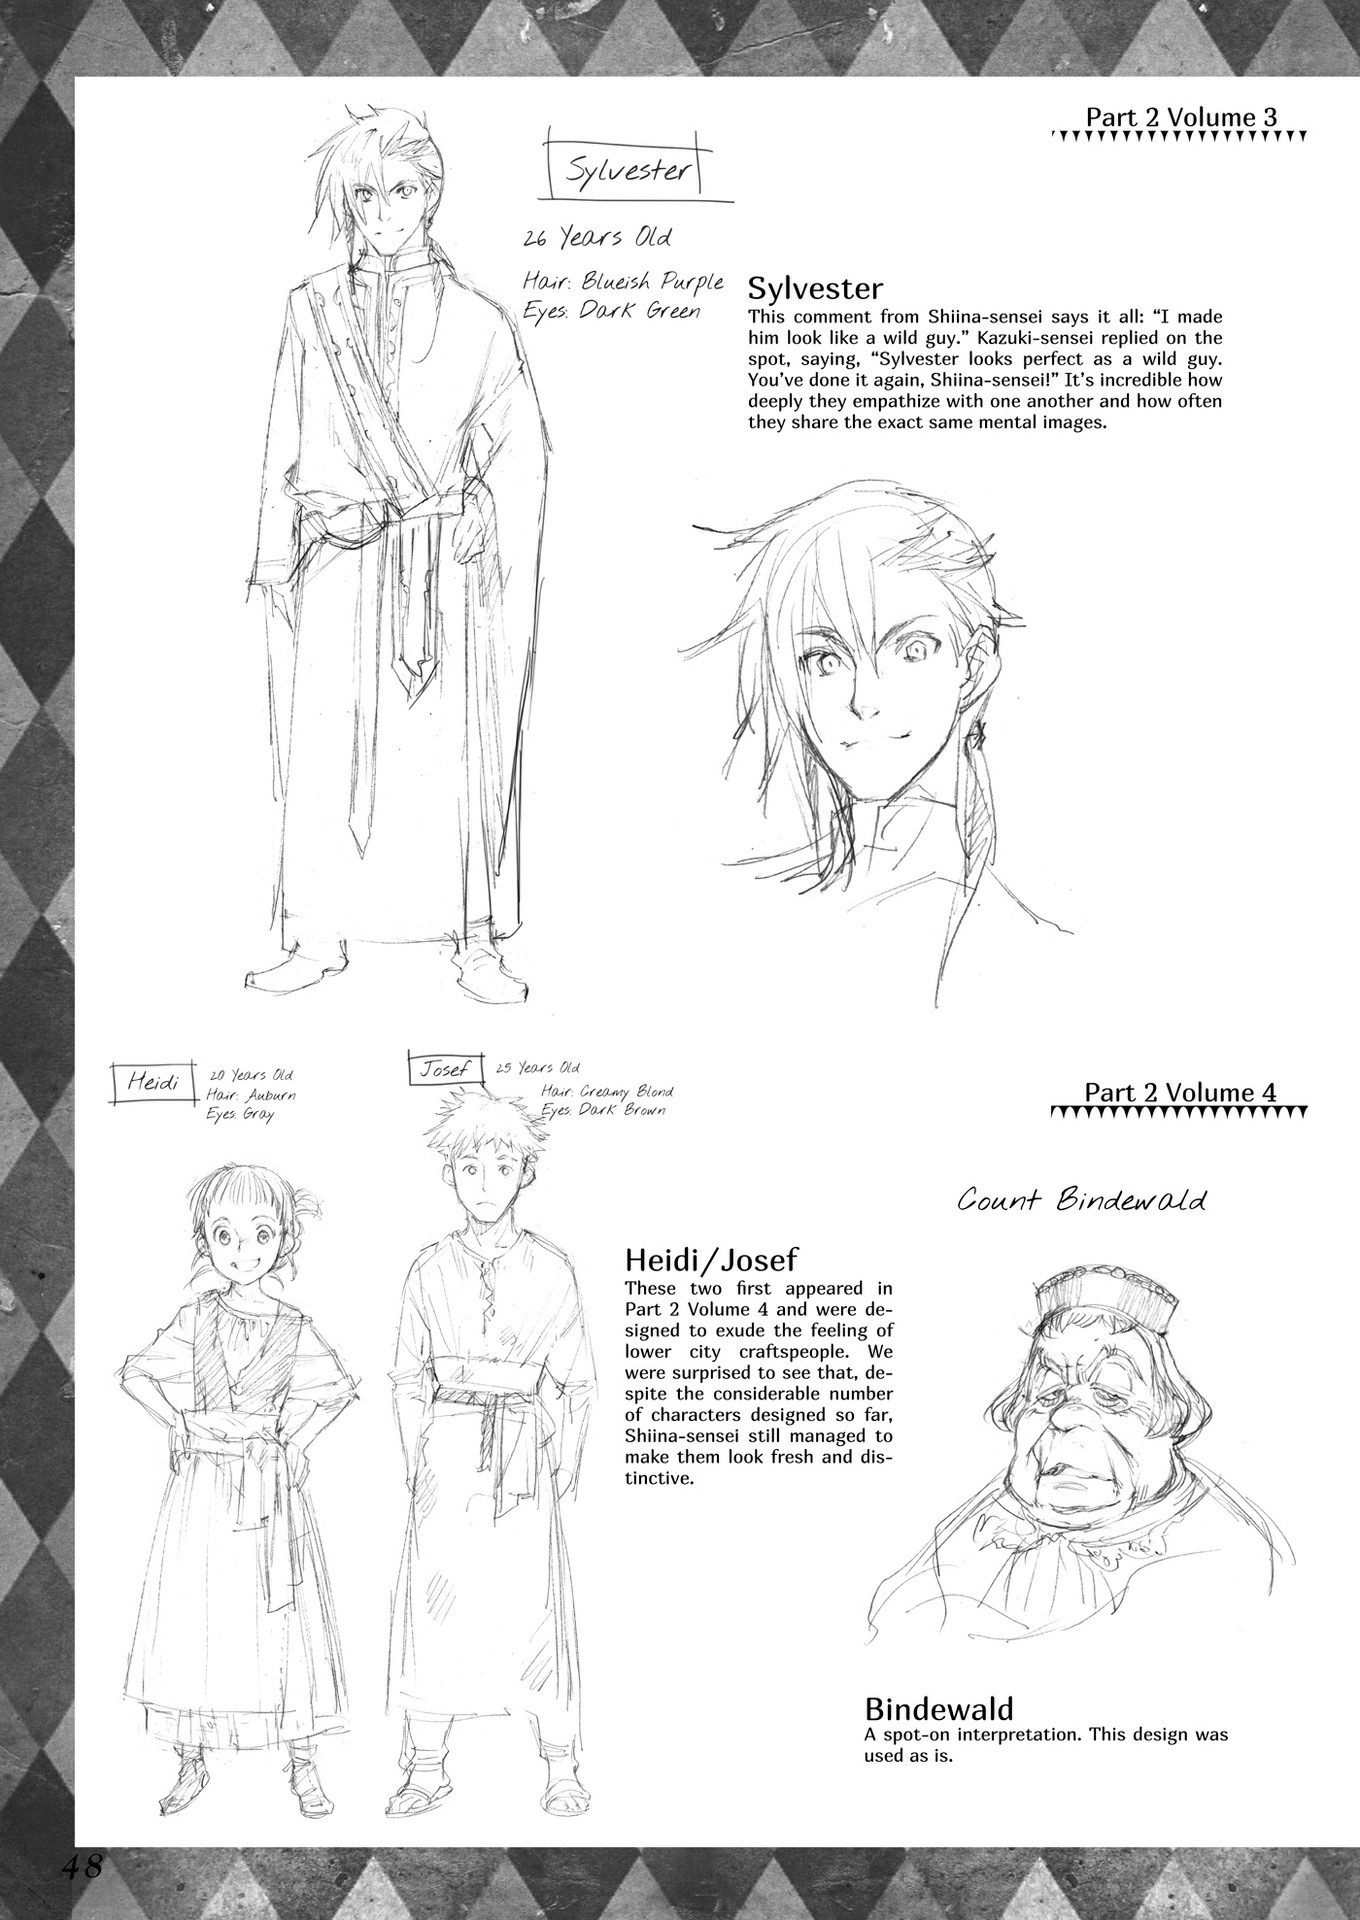 Part 2 Volume 3
Sylvester
26 Years Old
Hair: Blueish Purple
Eyes: Dark Green
Sylvester
This comment from Shiina-sensei says it all: “I made
him look like a wild guy.” Kazuki-sensei replied on the
spot, saying, “Sylvester looks perfect as a wild guy.
You’ve done it again, Shiina-sensei!” It’s incredible how
deeply they empathize with one another and how often
they share the exact same mental images.
Heidi
20 Years Old
Hair: Auburn
Eyes: Gray
Josef
25 Years Old
Hair: Creamy Blond
Eyes: Dark Brown
Part 2 Volume 4
Count Bindewald
Heidi/Josef
These two first appeared in
Part 2 Volume 4 and were de-
signed to exude the feeling of
lower city craftspeople. We
were surprised to see that, de-
spite the considerable number
of characters designed so far,
Shiina-sensei still managed to
make them look fresh and dis-
tinctive.
Bindewald
A spot-on interpretation. This design was
used as is.
48